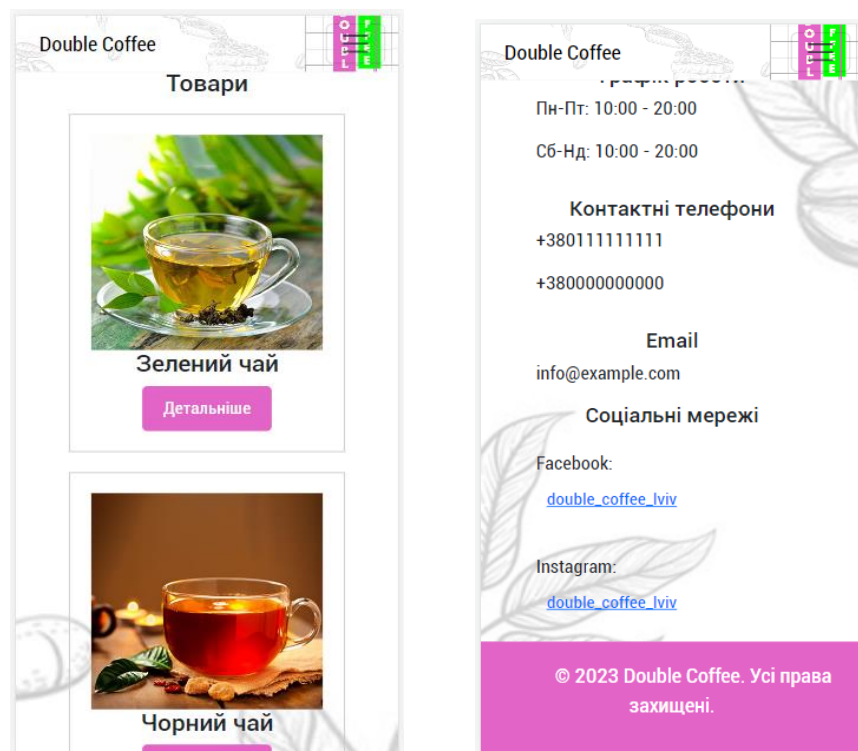 Double Coffee
Товари
Зелений чай
Детальніше
Чорний чай
Double Coffee
Графік роботи
Пн-Пт: 10:00 - 20:00
Сб-Нд: 10:00 - 20:00
Контактні телефони
+380111111111
+380000000000
Email
info@example.com
Соціальні мережі
Facebook:
double_coffee_lviv
Instagram:
double_coffee_lviv
© 2023 Double Coffee. Усі права
захищені.